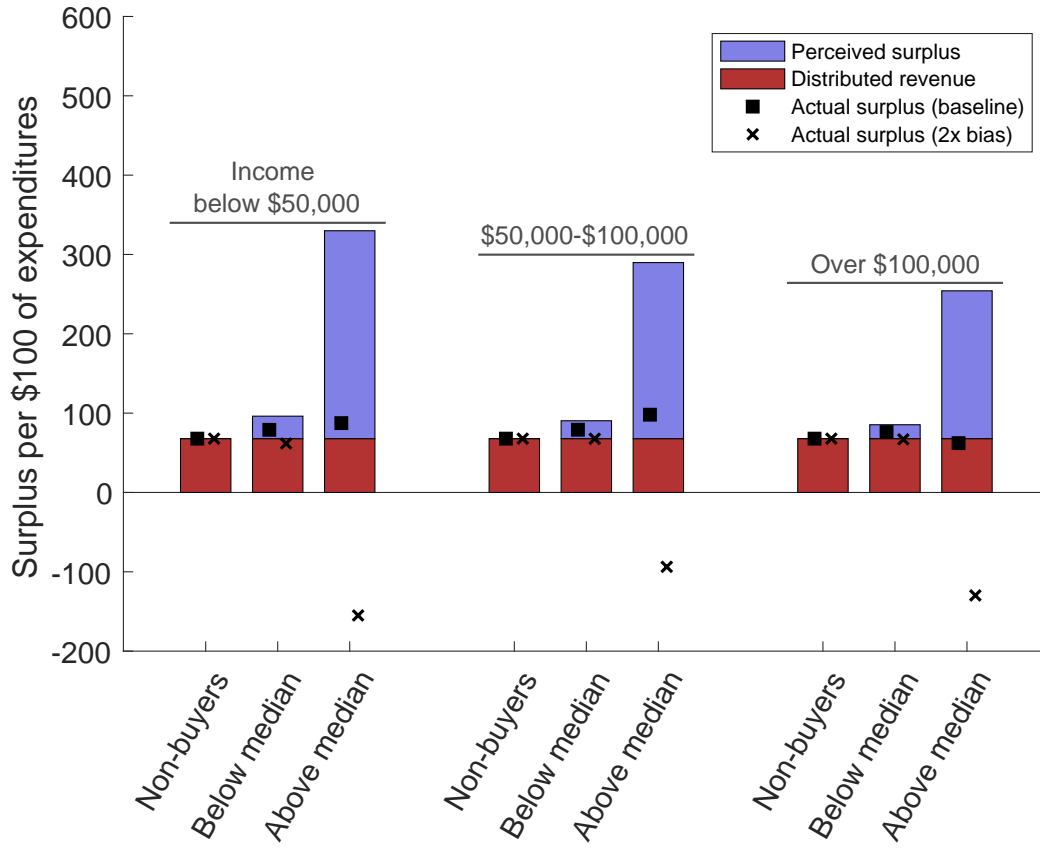 600
500
400
300
200
100
0
-100
-200
Surplus per $100 of expenditures
Perceived surplus
Distributed revenue
Actual surplus (baseline)
Actual surplus (2x bias)
Income
below $50,000
$50,000-$100,000
Over $100,000
Non-buyers
Below median
Above median
Non-buyers
Below median
Above median
Non-buyers
Below median
Above median